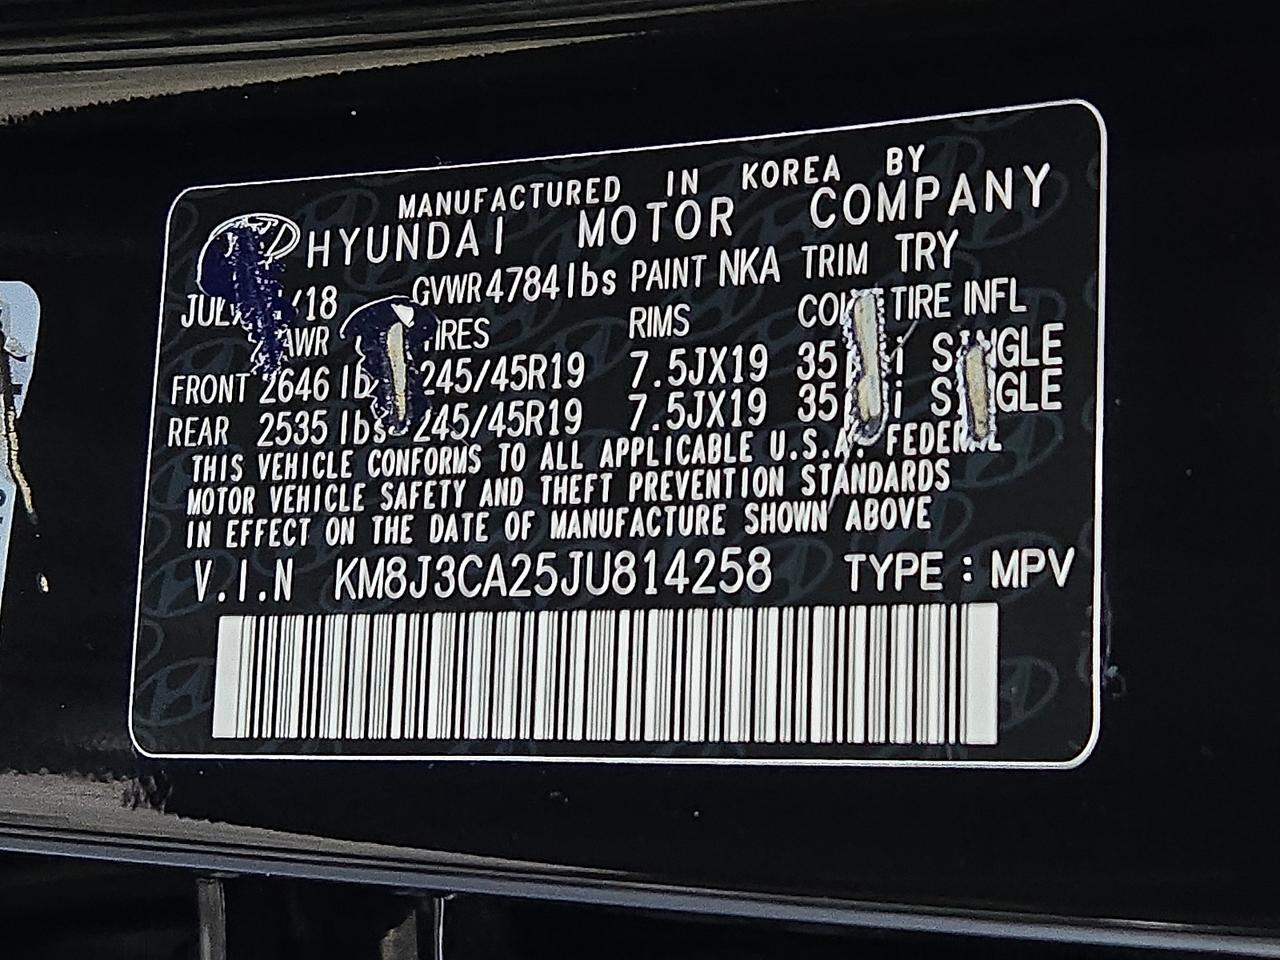 MANUFACTURED IN KOREA BY
HYUNDAI MOTOR COMPANY
/18 GVWR 4784lbs PAINT NKA TRIM TRY
RIMS TIRE INFL
FRONT 2646 245/45R19 7.5JX19 35 SINGLE
REAR 2535 lbs 245/45R19 7.5JX19 35 SINGLE
THIS VEHICLE CONFORMS TO ALL APPLICABLE U.S.A. FEDERAL
MOTOR VEHICLE SAFETY AND THEFT PREVENTION STANDARDS
IN EFFECT ON THE DATE OF MANUFACTURE SHOWN ABOVE
V.I.N KM8J3CA25JU814258 TYPE : MPV